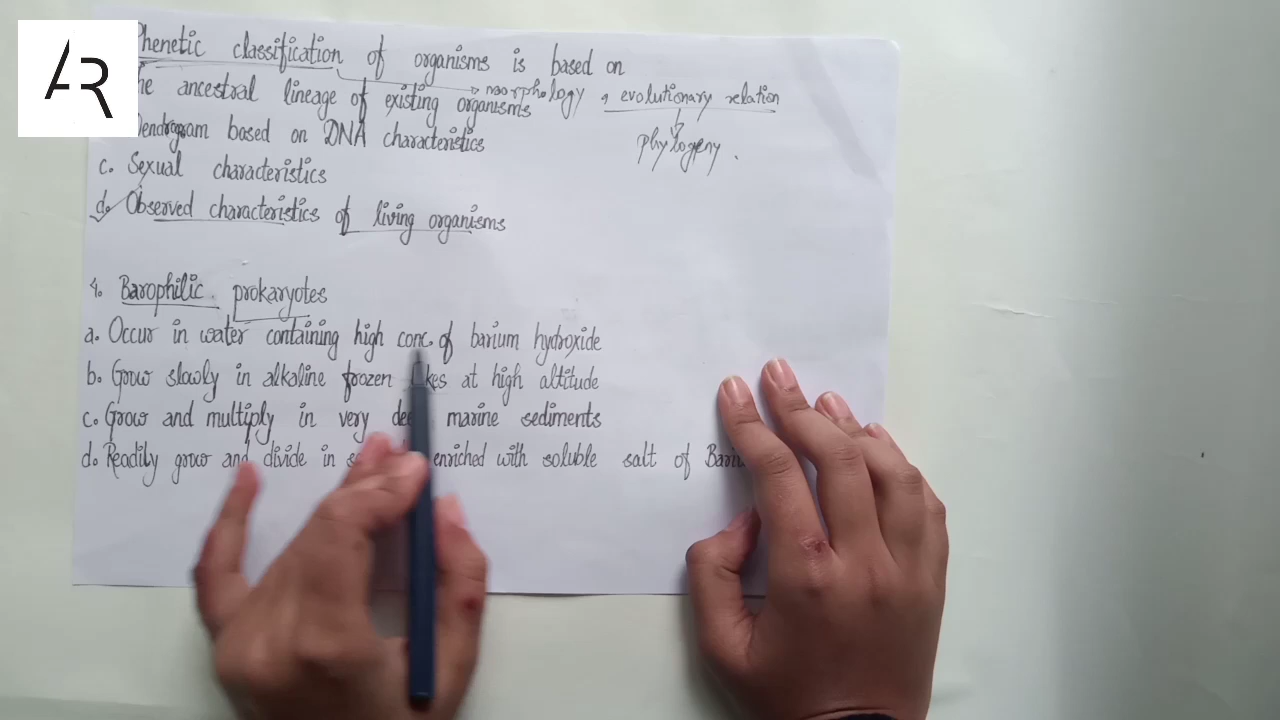 AR
Phenetic classification of organisms is based on
he ancestral lineage of existing organisms
morphology, evolutionary relation
Dendrogram based on DNA characteristics
phylogeny.
c. Sexual characteristics
d. Observed characteristics of living organisms
4. Barophilic prokaryotes
a. Occur in water containing high conc. of barium hydroxide
b. Grow slowly in alkaline frozen kes at high altitude
c. Grow and multiply in very deep marine sediments
d. Readily grow and divide in enriched with soluble salt of Bariu